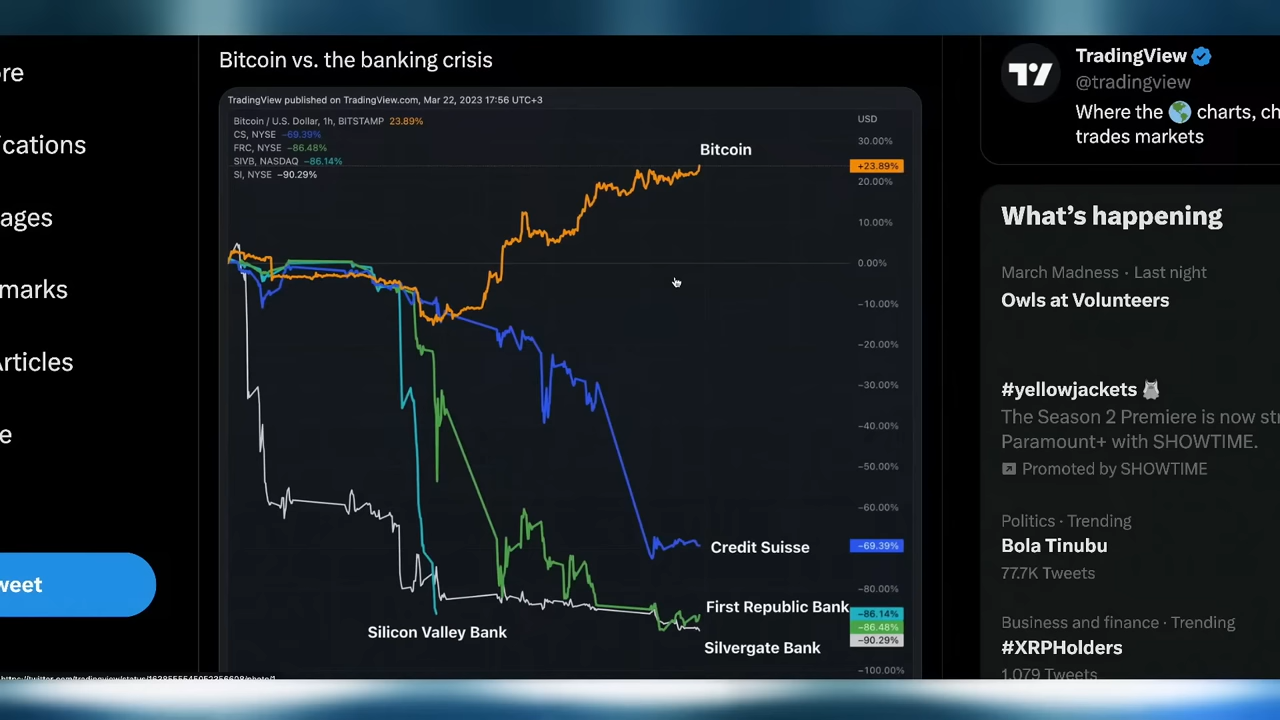 ore
ications
ages
marks
Articles
e
weet
Bitcoin vs. the banking crisis
TradingView published on TradingView.com, Mar 22, 2023 17:56 UTC+3
Bitcoin / U.S. Dollar, 1h, BITSTAMP 23.89%
CS, NYSE −69.39%
FRC, NYSE −86.48%
SIVB, NASDAQ −86.14%
SI, NYSE −90.29%
USD
30.00%
+23.89%
20.00%
10.00%
0.00%
−10.00%
−20.00%
−30.00%
−40.00%
−50.00%
−60.00%
−69.39%
−80.00%
−86.14%
−86.48%
−90.29%
−100.00%
Bitcoin
Credit Suisse
First Republic Bank
Silicon Valley Bank
Silvergate Bank
TradingView
@tradingview
Where the 🌎 charts, ch
trades markets
What's happening
March Madness · Last night
Owls at Volunteers
#yellowjackets
The Season 2 Premiere is now st
Paramount+ with SHOWTIME.
Promoted by SHOWTIME
Politics · Trending
Bola Tinubu
77.7K Tweets
Business and finance · Trending
#XRPHolders
1,079 Tweets